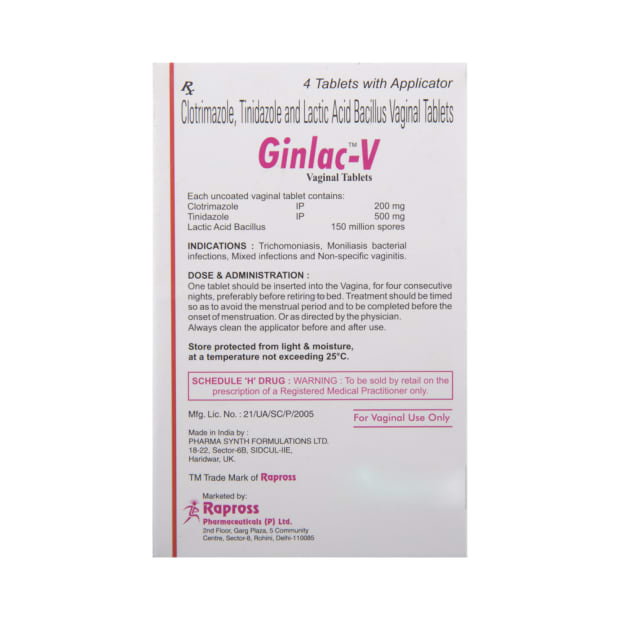 Rx 4 Tablets with Applicator
Clotrimazole, Tinidazole and Lactic Acid Bacillus Vaginal Tablets
Ginlac™-V
Vaginal Tablets
Each uncoated vaginal tablet contains:
Clotrimazole IP 200 mg
Tinidazole IP 500 mg
Lactic Acid Bacillus 150 million spores
INDICATIONS : Trichomoniasis, Moniliasis bacterial
infections, Mixed infections and Non-specific vaginitis.
DOSE & ADMINISTRATION :
One tablet should be inserted into the Vagina, for four consecutive
nights, preferably before retiring to bed. Treatment should be timed
so as to avoid the menstrual period and to be completed before the
onset of menstruation. Or as directed by the physician.
Always clean the applicator before and after use.
Store protected from light & moisture,
at a temperature not exceeding 25°C.
SCHEDULE 'H' DRUG : WARNING : To be sold by retail on the
prescription of a Registered Medical Practitioner only.
Mfg. Lic. No. : 21/UA/SC/P/2005
For Vaginal Use Only
Made in India by :
PHARMA SYNTH FORMULATIONS LTD.
18-22, Sector-6B, SIDCUL-IIE,
Haridwar, UK.
TM Trade Mark of Rapross
Marketed by:
Rapross
Pharmaceuticals (P) Ltd.
2nd Floor, Garg Plaza, 5 Community
Centre, Sector-8, Rohini, Delhi-110085